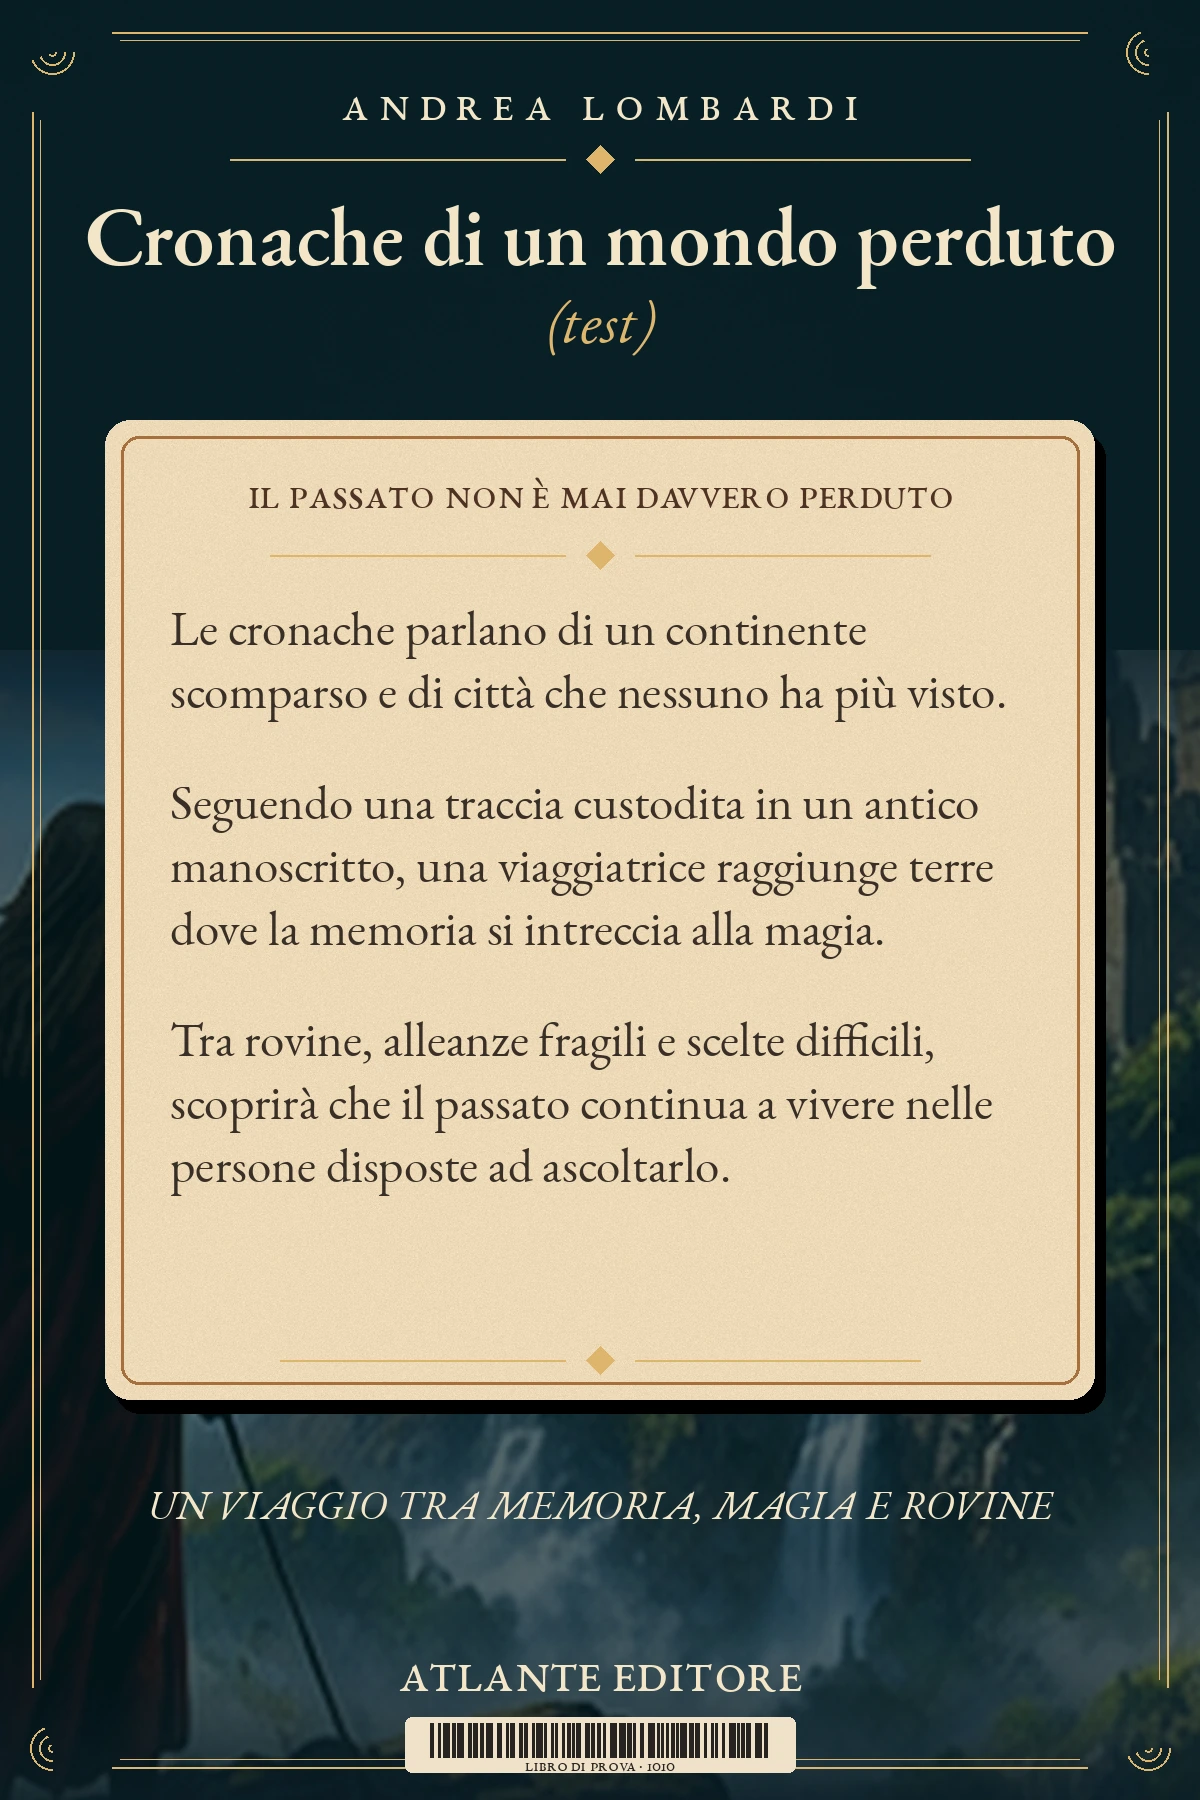 ANDREA LOMBARDI
Cronache di un mondo perduto
(test)
IL PASSATO NON È MAI DAVVERO PERDUTO
Le cronache parlano di un continente
scomparso e di città che nessuno ha più visto.
Seguendo una traccia custodita in un antico
manoscritto, una viaggiatrice raggiunge terre
dove la memoria si intreccia alla magia.
Tra rovine, alleanze fragili e scelte difficili,
scoprirà che il passato continua a vivere nelle
persone disposte ad ascoltarlo.
UN VIAGGIO TRA MEMORIA, MAGIA E ROVINE
ATLANTE EDITORE
LIBRO DI PROVA · 1010